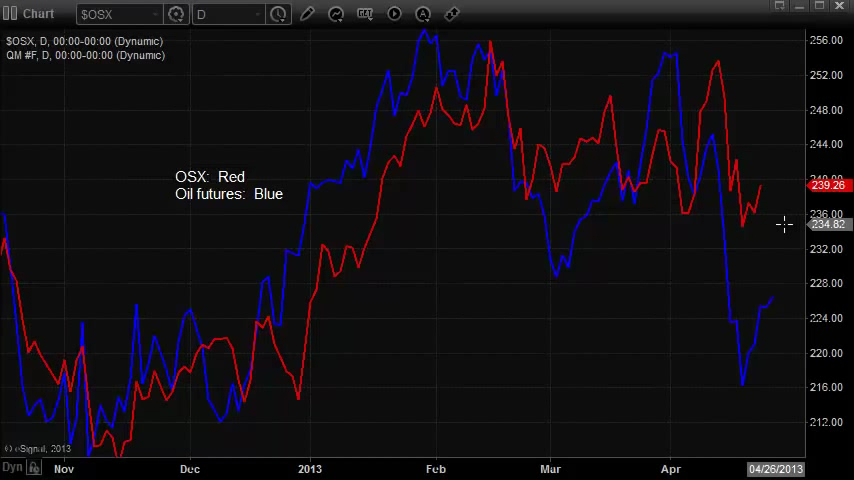 Chart
$OSX
D
$OSX, D, 00:00-00:00 (Dynamic)
QM #F, D, 00:00-00:00 (Dynamic)
OSX: Red
Oil futures: Blue
256.00
252.00
248.00
244.00
240.00
239.26
236.00
234.82
232.00
228.00
224.00
220.00
216.00
212.00
© eSignal, 2013
Dyn
Nov
Dec
2013
Feb
Mar
Apr
04/26/2013